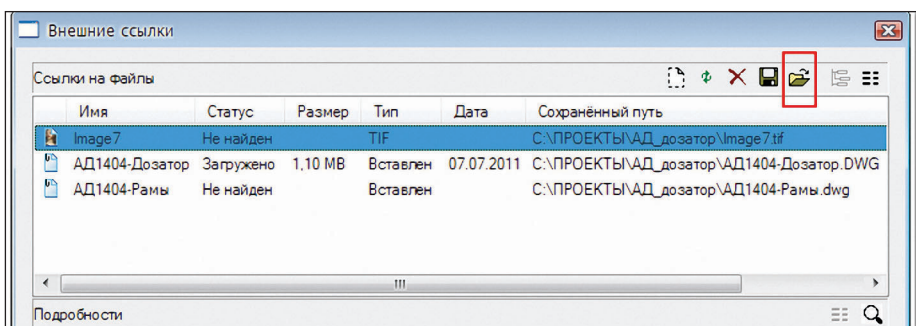 Внешние ссылки
Ссылки на файлы
Имя Статус Размер Тип Дата Сохранённый путь
Image7 Не найден TIF C:\ПРОЕКТЫ\АД_дозатор\Image7.tif
АД1404-Дозатор Загружено 1,10 MB Вставлен 07.07.2011 C:\ПРОЕКТЫ\АД_дозатор\АД1404-Дозатор.DWG
АД1404-Рамы Не найден Вставлен C:\ПРОЕКТЫ\АД_дозатор\АД1404-Рамы.dwg
Подробности